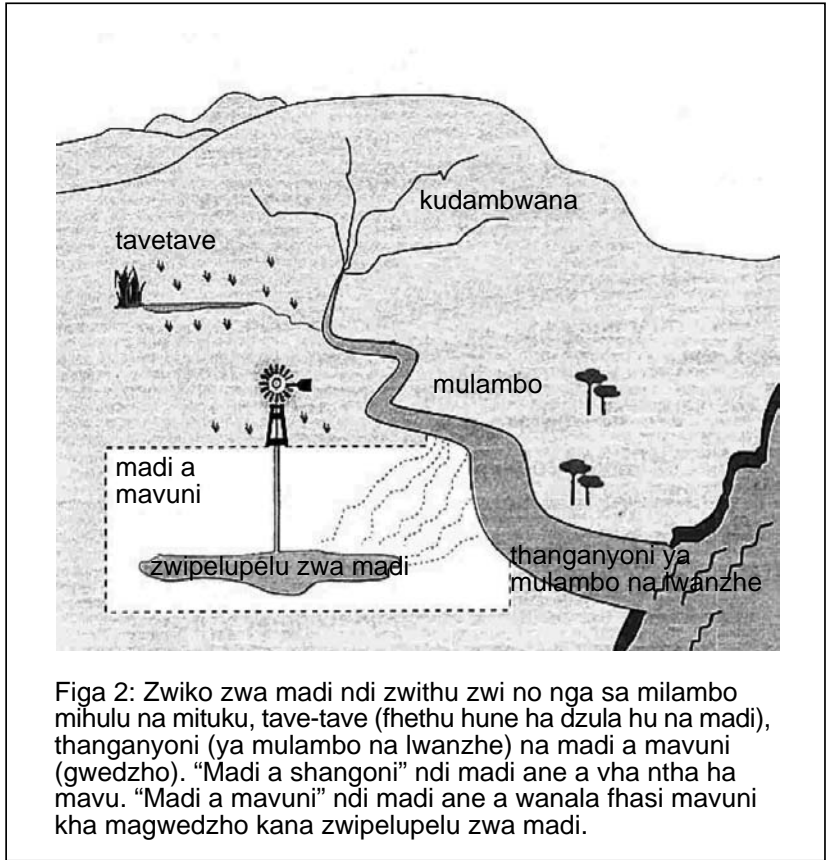 kudambwana
tavetave
mulambo
madi a
mavuni
zwipelupelu zwa madi
thanganyoni ya
mulambo na lwanzhe
Figa 2: Zwiko zwa madi ndi zwithu zwi no nga sa milambo
mihulu na mituku, tave-tave (fhethu hune ha dzula hu na madi),
thanganyoni (ya mulambo na lwanzhe) na madi a mavuni
(gwedzho). “Madi a shangoni” ndi madi ane a vha ntha ha
mavu. “Madi a mavuni” ndi madi ane a wanala fhasi mavuni
kha magwedzho kana zwipelupelu zwa madi.